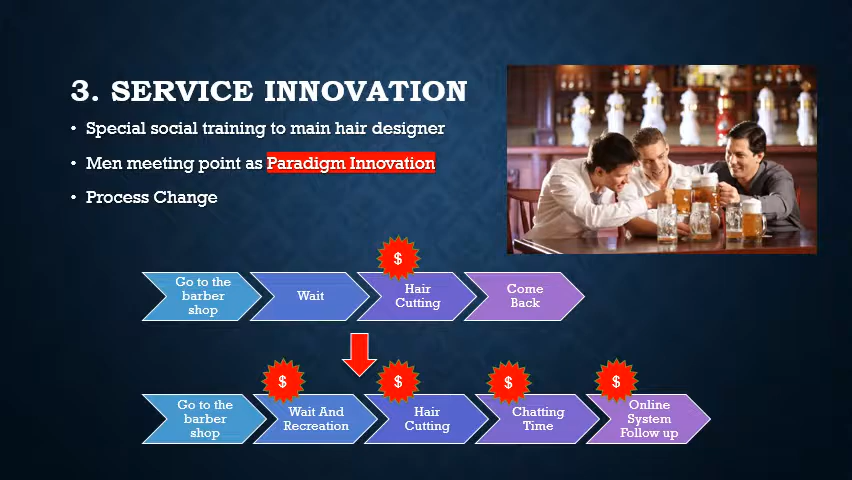 3. SERVICE INNOVATION
• Special social training to main hair designer
• Men meeting point as Paradigm Innovation
• Process Change
$
Go to the
barber
shop
Wait
Hair
Cutting
Come
Back
$
$
$
$
Go to the
barber
shop
Wait And
Recreation
Hair
Cutting
Chatting
Time
Online
System
Follow up